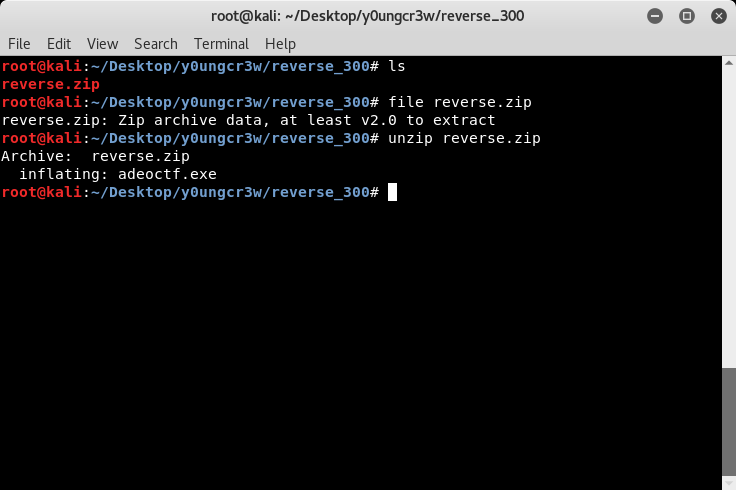 root@kali: ~/Desktop/y0ungcr3w/reverse_300
File Edit View Search Terminal Help
root@kali:~/Desktop/y0ungcr3w/reverse_300# ls
reverse.zip
root@kali:~/Desktop/y0ungcr3w/reverse_300# file reverse.zip
reverse.zip: Zip archive data, at least v2.0 to extract
root@kali:~/Desktop/y0ungcr3w/reverse_300# unzip reverse.zip
Archive:  reverse.zip
  inflating: adeoctf.exe
root@kali:~/Desktop/y0ungcr3w/reverse_300#